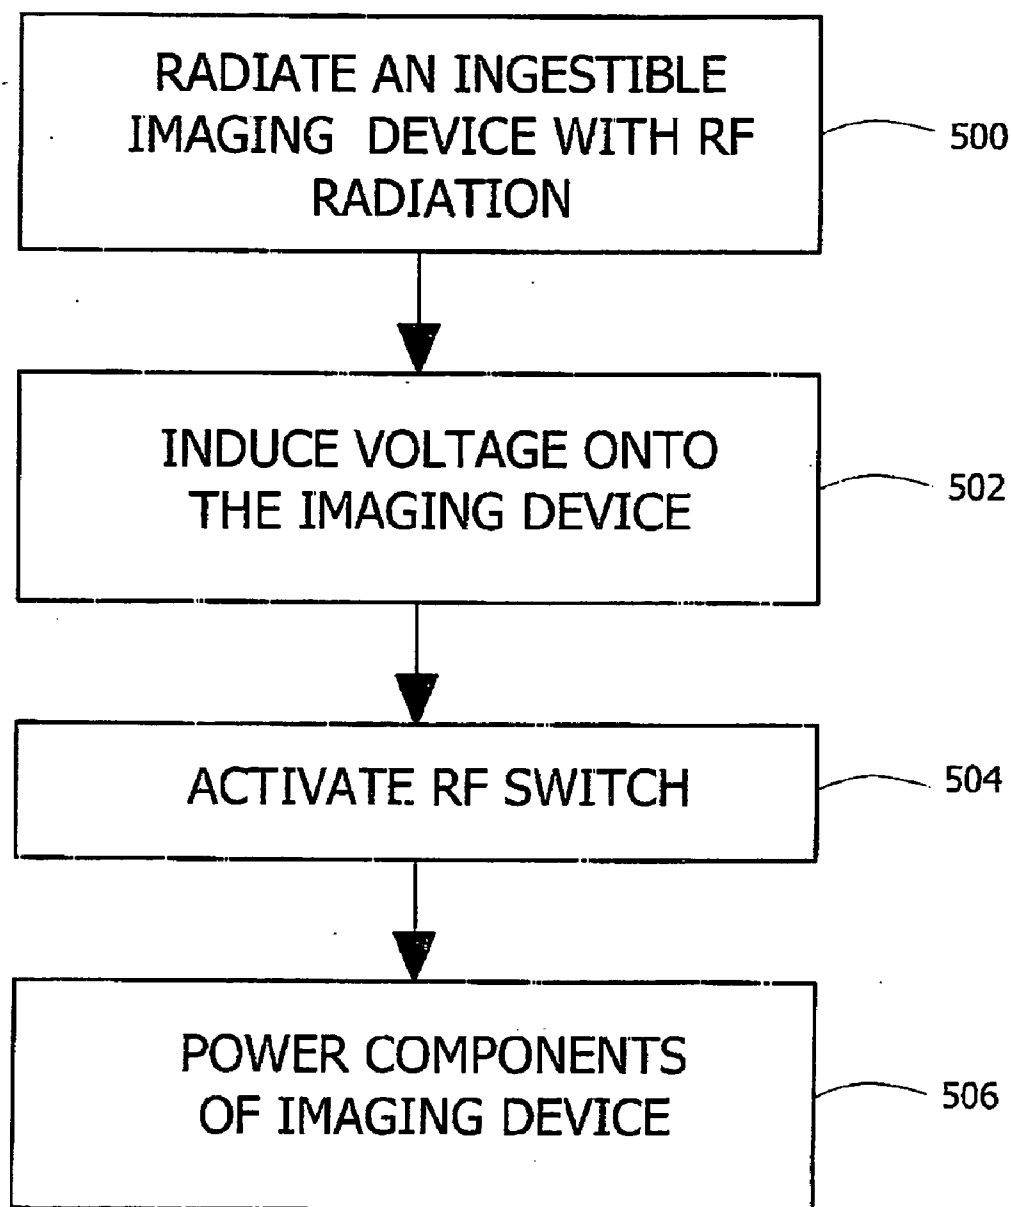 RADIATE AN INGESTIBLE
IMAGING DEVICE WITH RF
RADIATION
500
INDUCE VOLTAGE ONTO
THE IMAGING DEVICE
502
ACTIVATE RF SWITCH
504
POWER COMPONENTS
OF IMAGING DEVICE
506